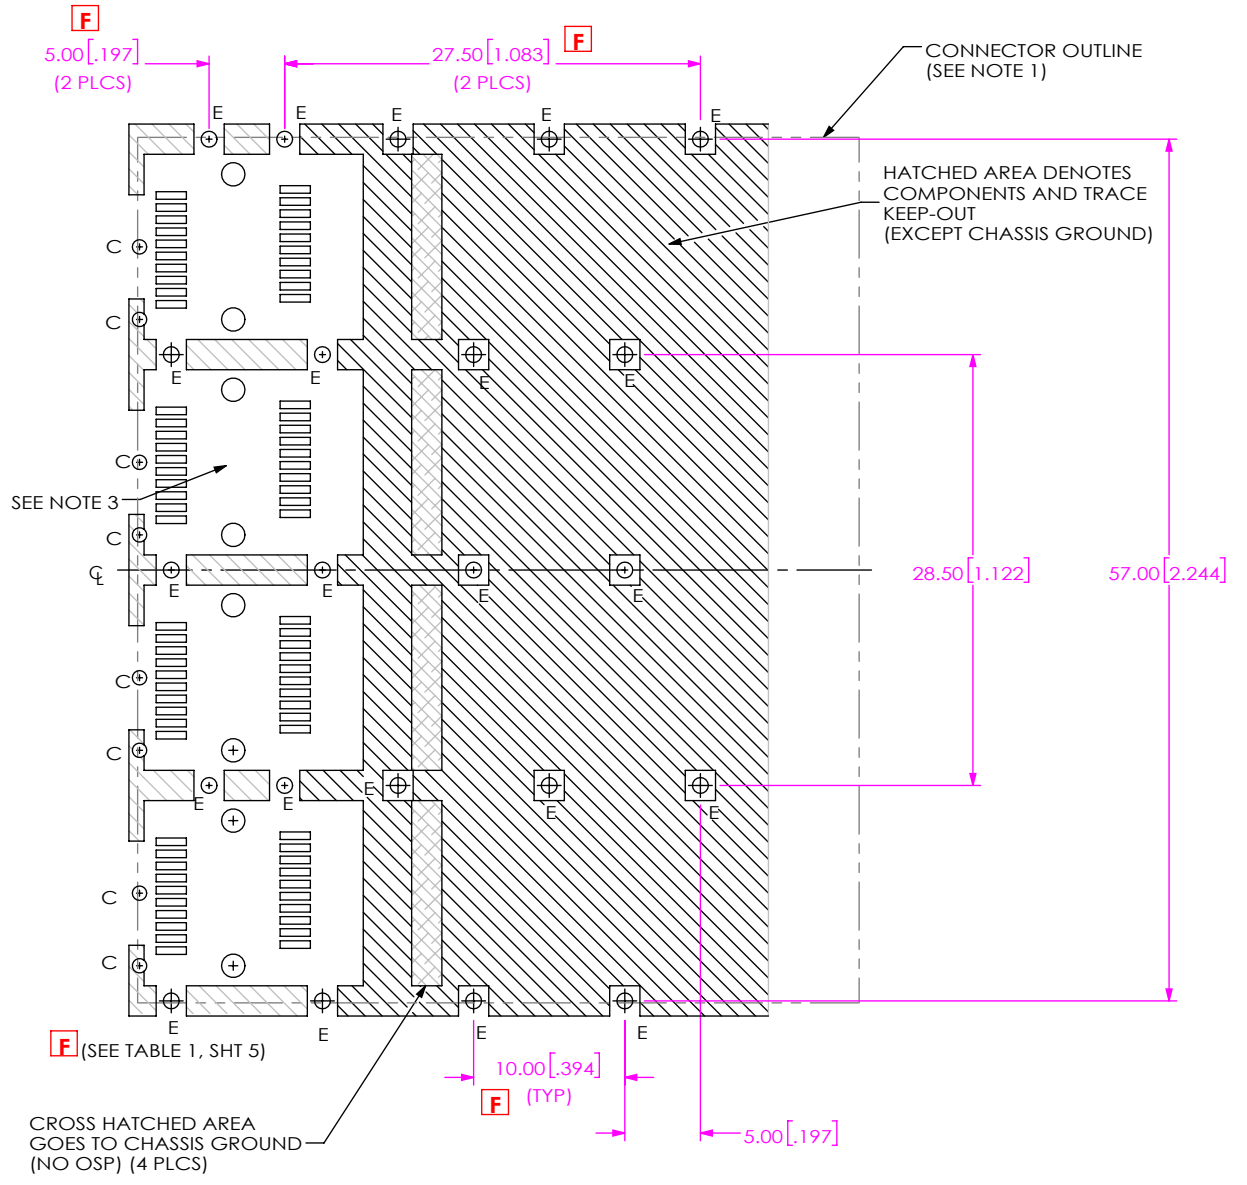 F
5.00[.197]
(2 PLCS)
27.50[1.083]
(2 PLCS)
F
CONNECTOR OUTLINE
(SEE NOTE 1)
E
E
E
E
E
HATCHED AREA DENOTES
COMPONENTS AND TRACE
KEEP-OUT
(EXCEPT CHASSIS GROUND)
C
C
E
E
E
E
C
SEE NOTE 3
C
℄
E
E
E
E
28.50[1.122]
57.00[2.244]
C
C
E
E
E
E
E
C
C
E
E
E
E
F (SEE TABLE 1, SHT 5)
10.00[.394]
(TYP)
F
5.00[.197]
CROSS HATCHED AREA
GOES TO CHASSIS GROUND
(NO OSP) (4 PLCS)